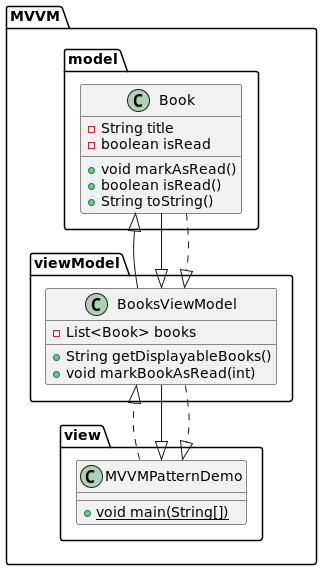 MVVM
model
C Book
String title
boolean isRead
void markAsRead()
boolean isRead()
String toString()
viewModel
C BooksViewModel
List<Book> books
String getDisplayableBooks()
void markBookAsRead(int)
view
C MVVMPatternDemo
void main(String[])